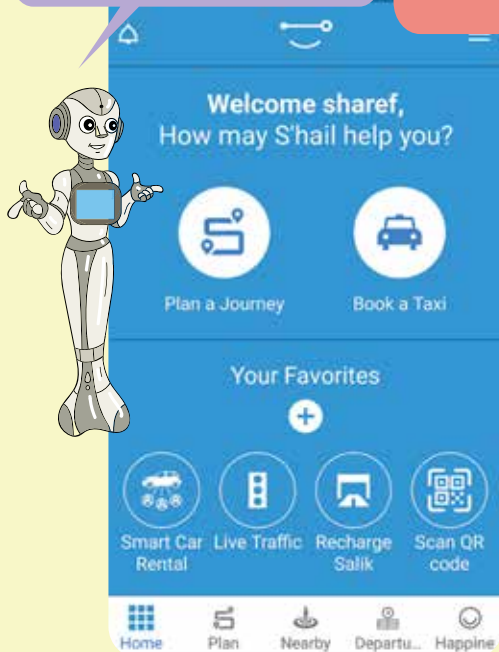 Welcome sharef,
How may S'hail help you?
Plan a Journey
Book a Taxi
Your Favorites
Smart Car Rental
Live Traffic
Recharge Salik
Scan QR code
Home
Plan
Nearby
Departu...
Happine